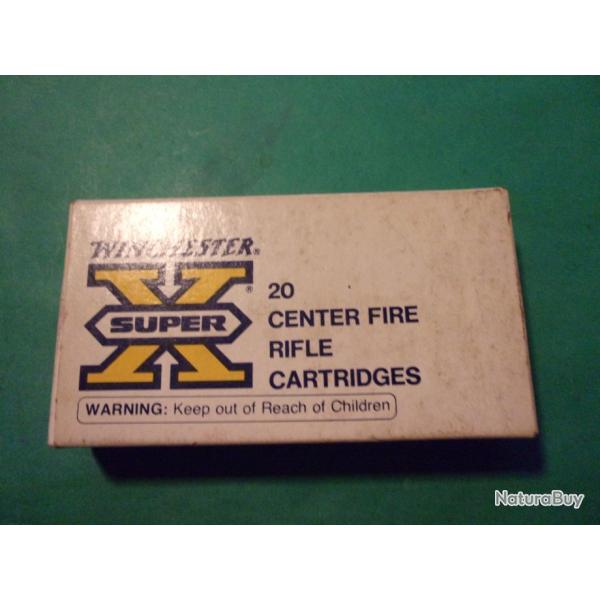 WINCHESTER®
X®
SUPER
20
CENTER FIRE
RIFLE
CARTRIDGES
WARNING: Keep out of Reach of Children
NaturaBuy